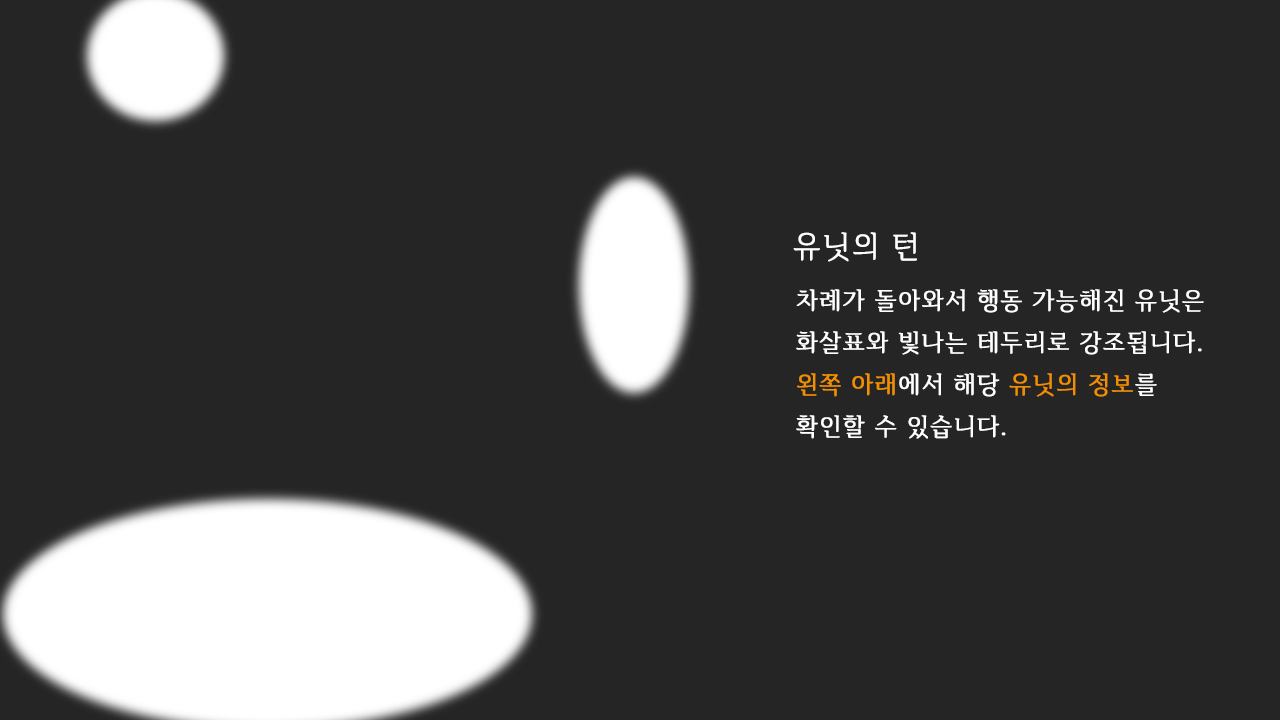 유닛의 턴
차례가 돌아와서 행동 가능해진 유닛은
화살표와 빛나는 테두리로 강조됩니다.
왼쪽 아래에서 해당 유닛의 정보를
확인할 수 있습니다.